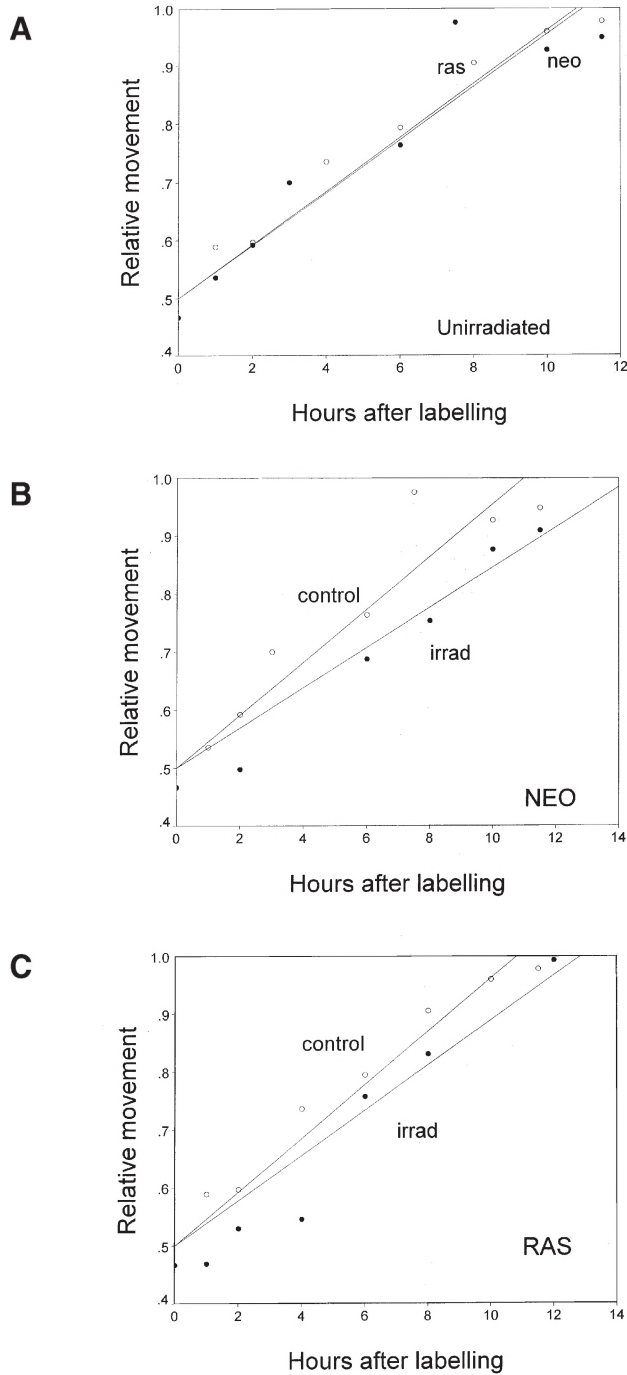 A
Relative movement
1.0
.9
.8
.7
.6
.5
.4
ras
neo
Unirradiated
0 2 4 6 8 10 12
Hours after labelling
B
Relative movement
1.0
.9
.8
.7
.6
.5
.4
control
irrad
NEO
0 2 4 6 8 10 12 14
Hours after labelling
C
Relative movement
1.0
.9
.8
.7
.6
.5
.4
control
irrad
RAS
0 2 4 6 8 10 12 14
Hours after labelling